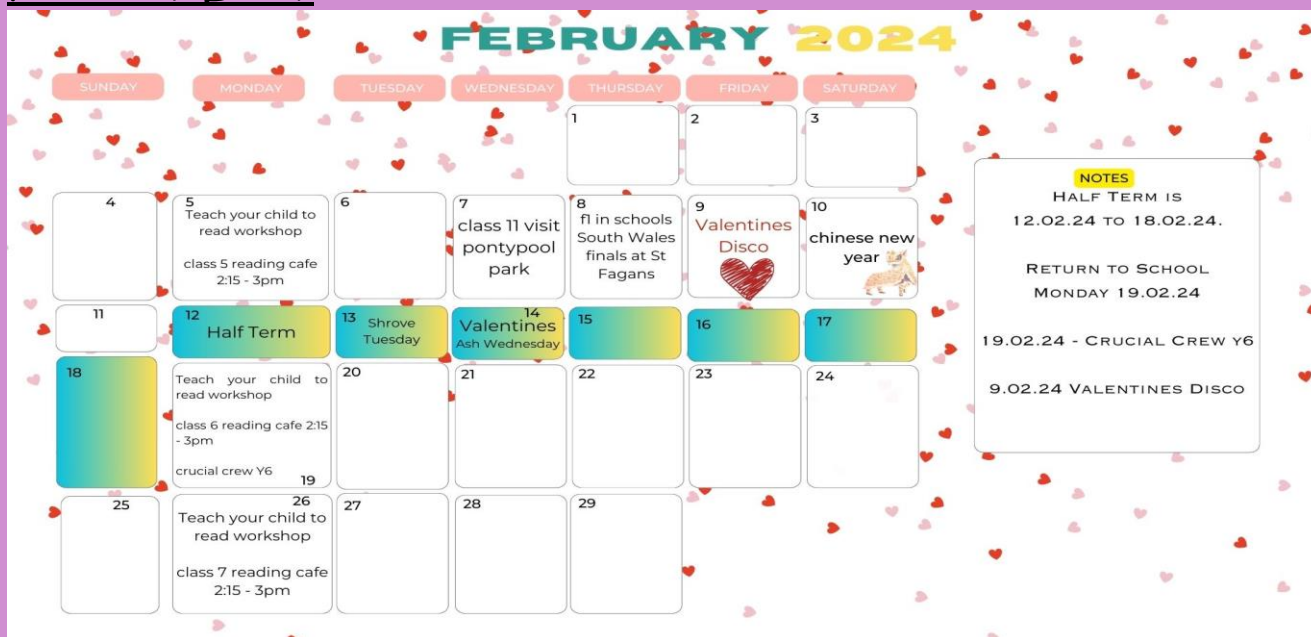 FEBRUARY 2024
SUNDAY MONDAY TUESDAY WEDNESDAY THURSDAY FRIDAY SATURDAY
1
2
3
4
5
Teach your child to
read workshop
class 5 reading cafe
2:15 - 3pm
6
7
class 11 visit
pontypool
park
8
f1 in schools
South Wales
finals at St
Fagans
9
Valentines
Disco
10
chinese new
year
11
12
Half Term
13
Shrove
Tuesday
14
Valentines
Ash Wednesday
15
16
17
18
Teach your child to
read workshop
class 6 reading cafe 2:15
- 3pm
crucial crew Y6
19
20
21
22
23
24
25
26
Teach your child to
read workshop
class 7 reading cafe
2:15 - 3pm
27
28
29
NOTES
HALF TERM IS
12.02.24 TO 18.02.24.
RETURN TO SCHOOL
MONDAY 19.02.24
19.02.24 - CRUCIAL CREW Y6
9.02.24 VALENTINES DISCO